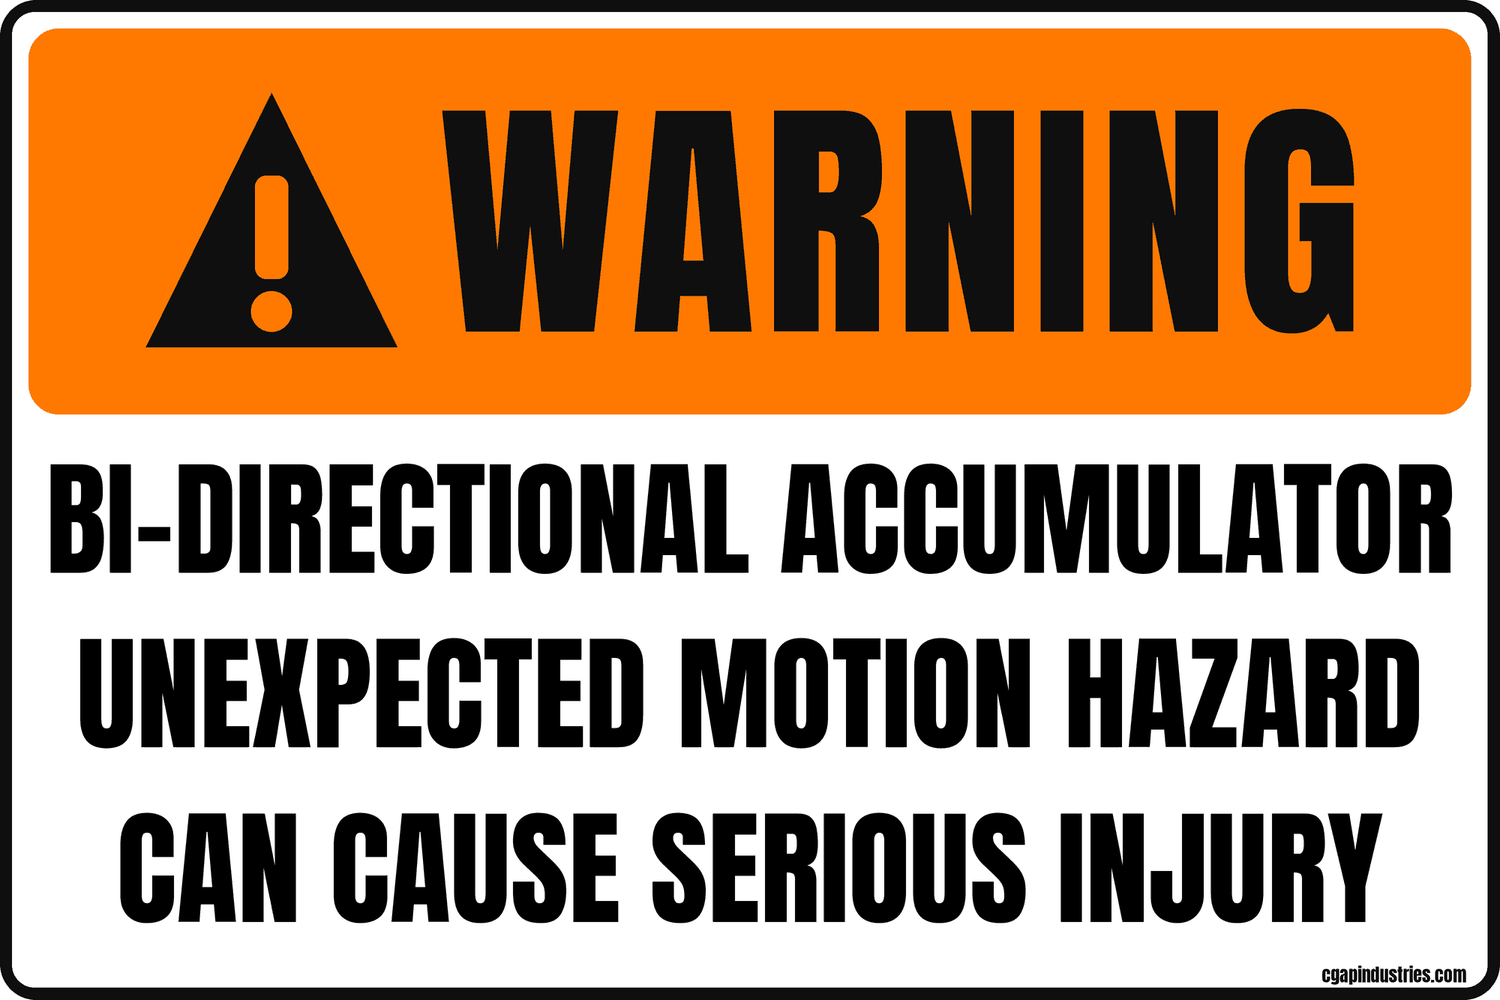 WARNING
BI-DIRECTIONAL ACCUMULATOR
UNEXPECTED MOTION HAZARD
CAN CAUSE SERIOUS INJURY
cgapindustries.com